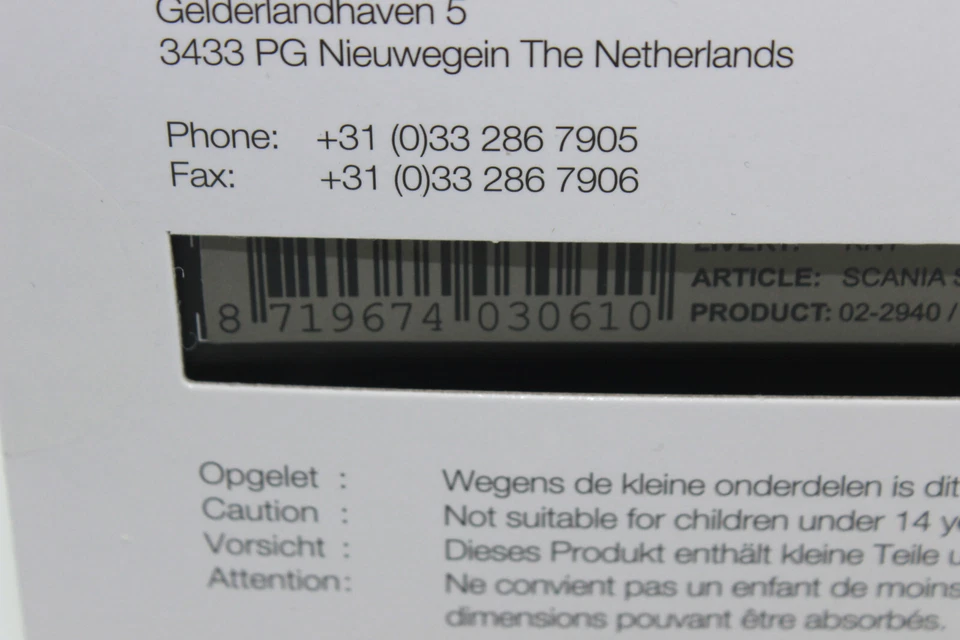 Gelderlandhaven 5
3433 PG Nieuwegein The Netherlands
Phone: +31 (0)33 286 7905
Fax: +31 (0)33 286 7906
LIVERY:
ARTICLE: SCANIA S
PRODUCT: 02-2940 /
8 719674 030610
Opgelet : Wegens de kleine onderdelen is dit
Caution : Not suitable for children under 14 ye
Vorsicht : Dieses Produkt enthält kleine Teile u
Attention: Ne convient pas un enfant de moins
dimensions pouvant être absorbés.